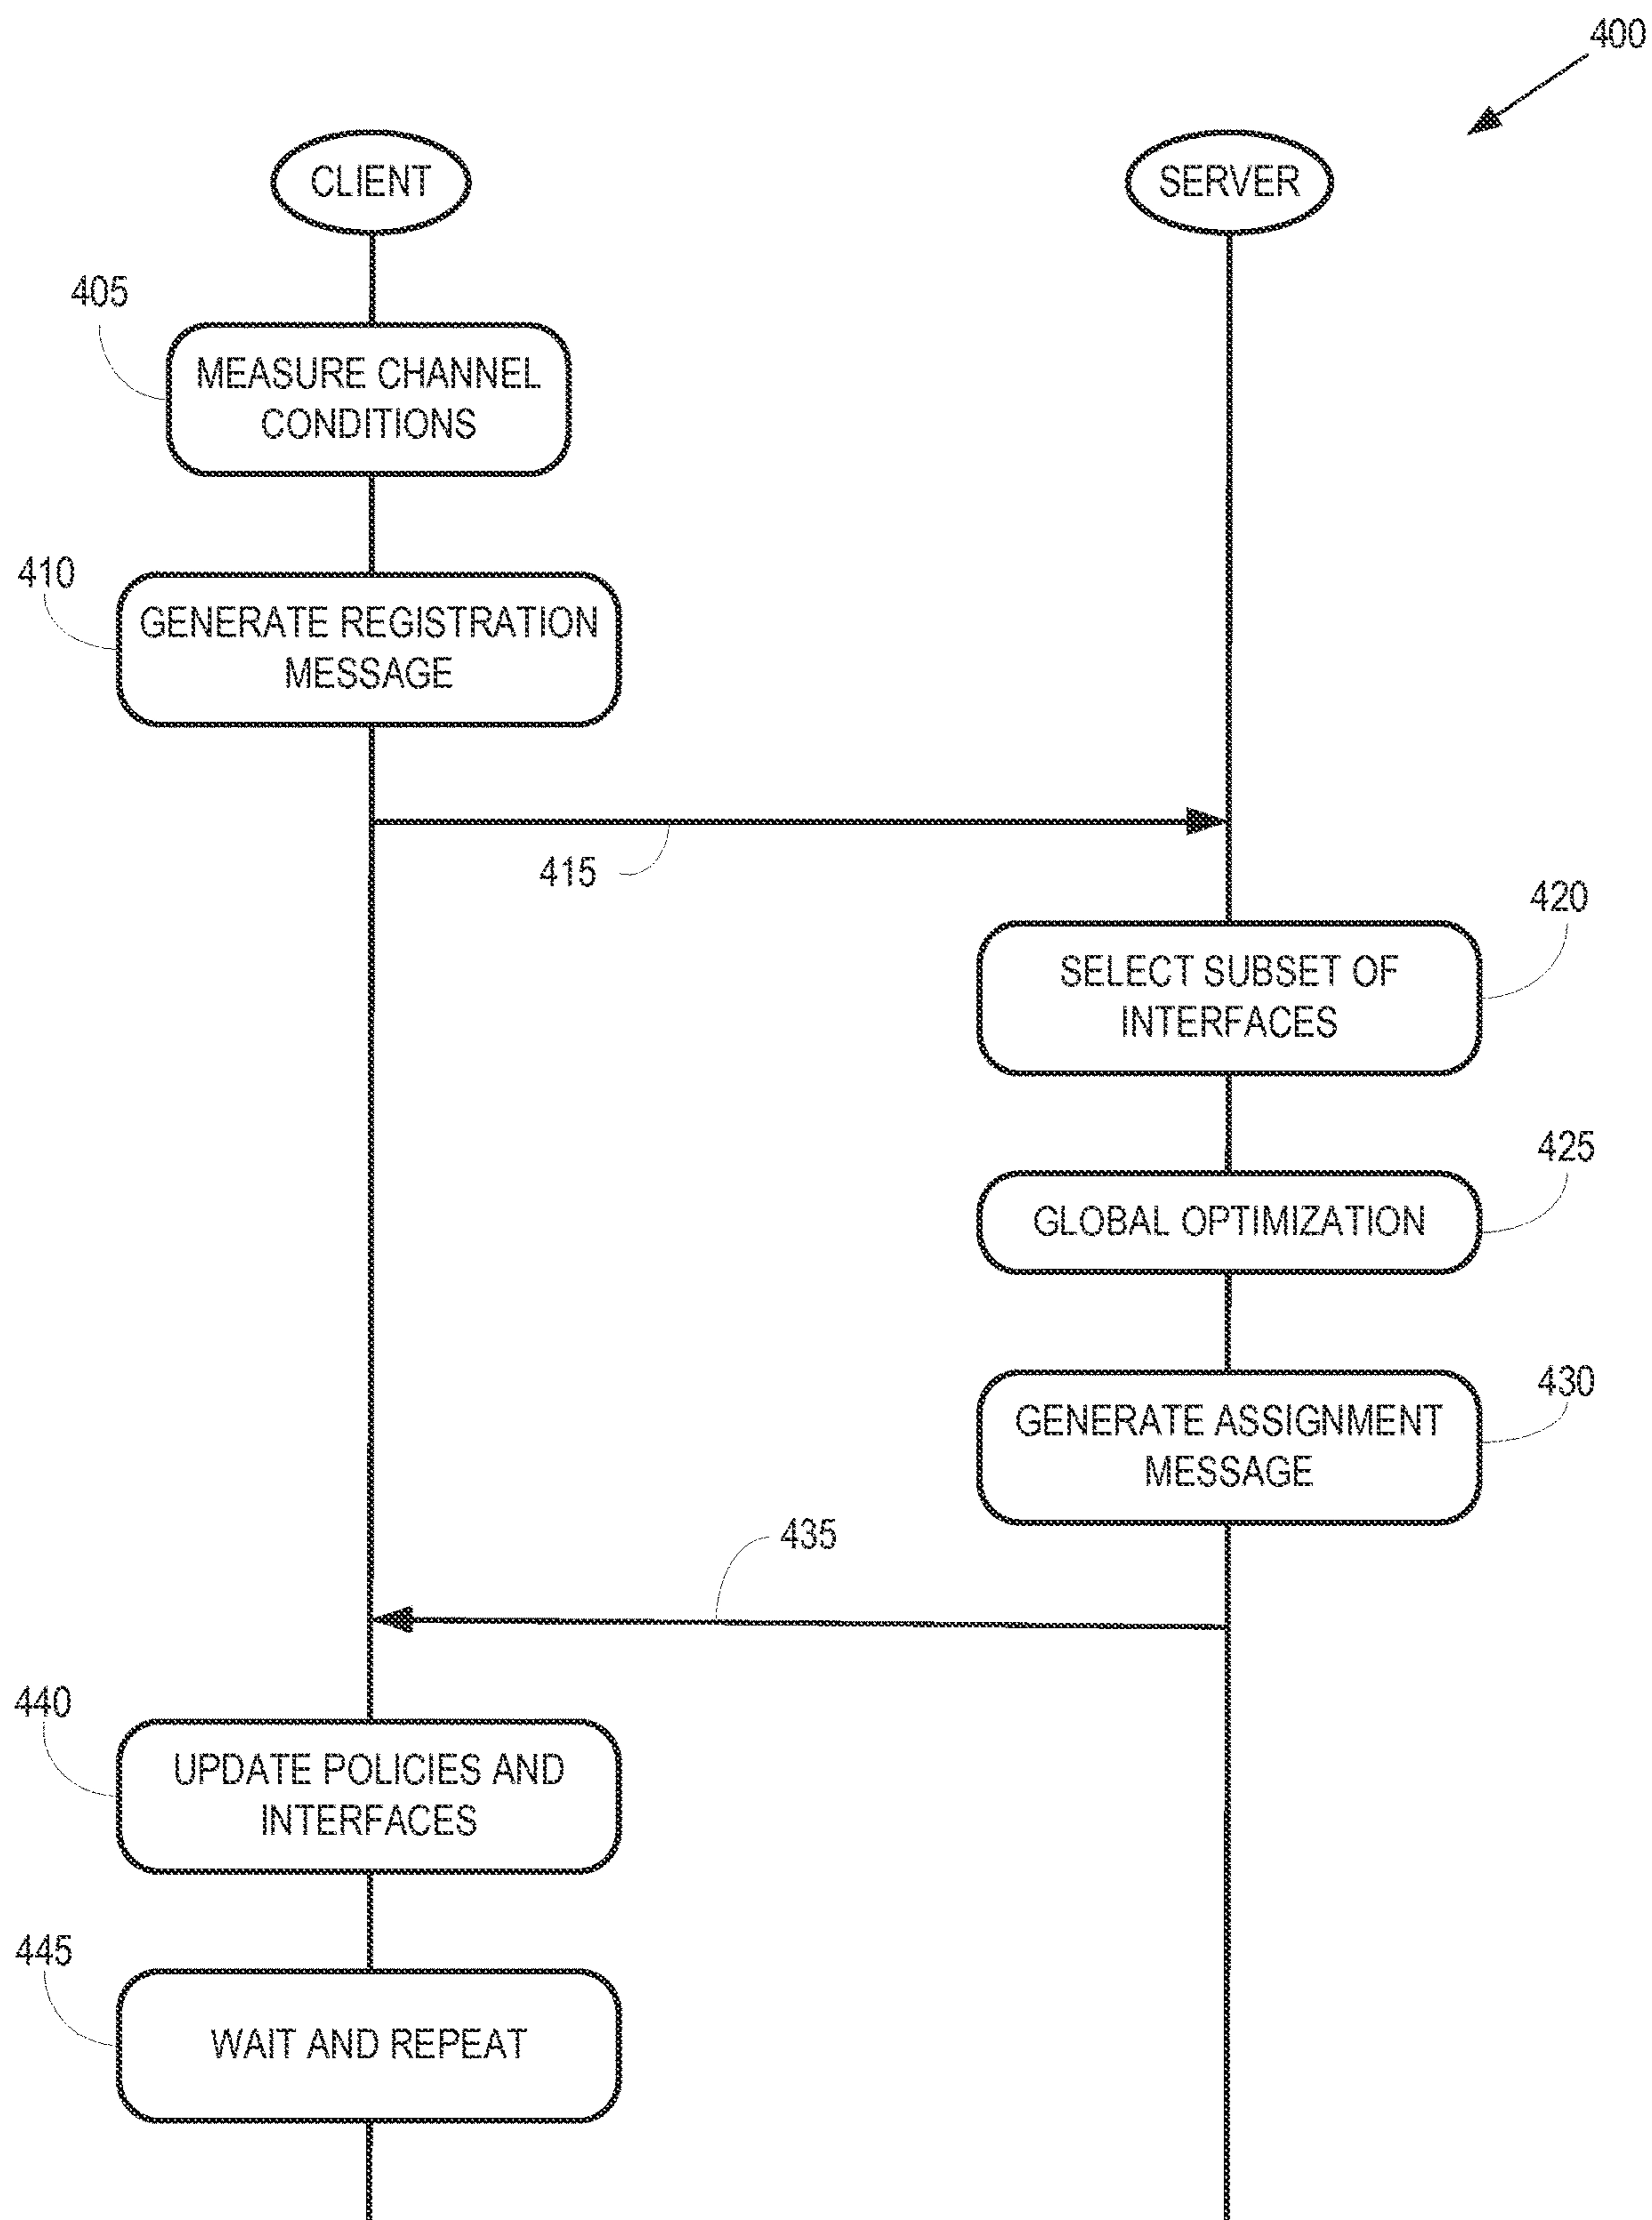 400
CLIENT
SERVER
405
MEASURE CHANNEL
CONDITIONS
410
GENERATE REGISTRATION
MESSAGE
415
420
SELECT SUBSET OF
INTERFACES
425
GLOBAL OPTIMIZATION
430
GENERATE ASSIGNMENT
MESSAGE
435
440
UPDATE POLICIES AND
INTERFACES
445
WAIT AND REPEAT